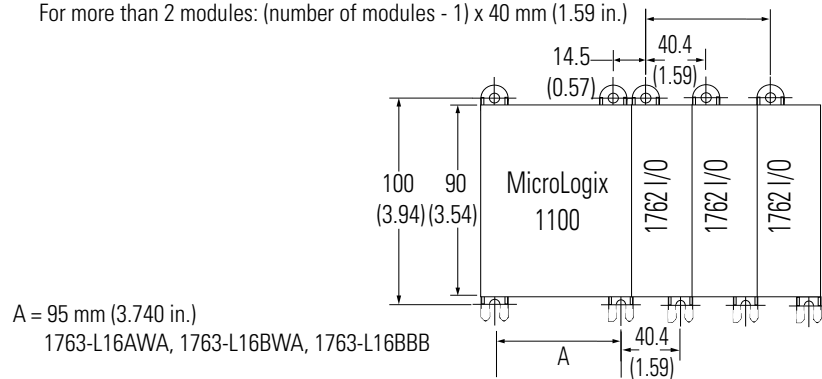 For more than 2 modules: (number of modules - 1) x 40 mm (1.59 in.)
14.5
(0.57)
40.4
(1.59)
100
(3.94)
90
(3.54)
MicroLogix
1100
1762 I/O
1762 I/O
1762 I/O
A = 95 mm (3.740 in.)
1763-L16AWA, 1763-L16BWA, 1763-L16BBB
A
40.4
(1.59)